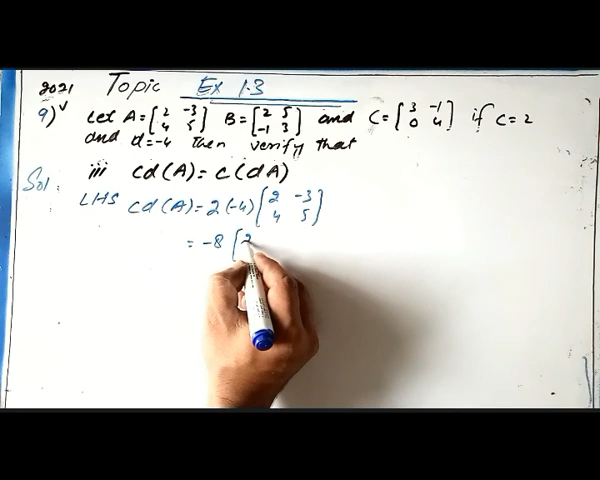 2021 Topic Ex 1.3
9) Let A = [2 -3 B = [2 5 and C = [3 -1 if c = 2
4 5] -1 3] 0 4]
and d = -4 Then verify that
iii cd(A) = c(dA)
Sol:
LHS cd(A) = 2(-4) [2 -3
4 5]
= -8 [2